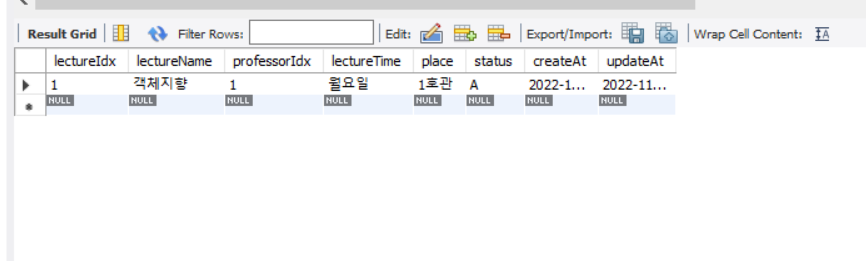 Result Grid Filter Rows: Edit: Export/Import: Wrap Cell Content:
lectureIdx lectureName professorIdx lectureTime place status createAt updateAt
1 객체지향 1 월요일 1호관 A 2022-1... 2022-11...
NULL NULL NULL NULL NULL NULL NULL NULL